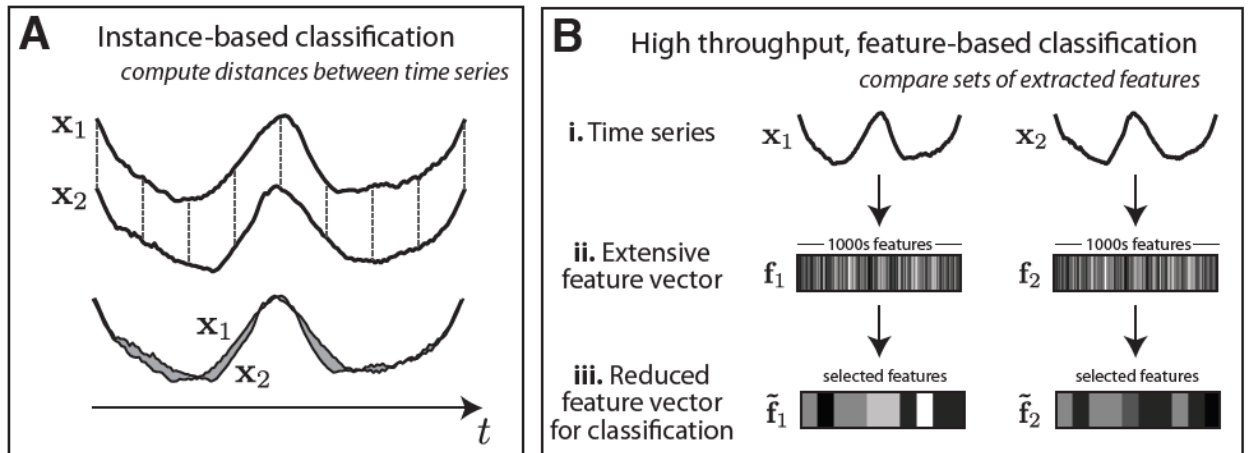 A
Instance-based classification
compute distances between time series
x₁
x₂
x₁
x₂
t
B
High throughput, feature-based classification
compare sets of extracted features
i. Time series
x₁
x₂
ii. Extensive
feature vector
1000s features
f₁
1000s features
f₂
iii. Reduced
feature vector
for classification
selected features
f̃₁
selected features
f̃₂